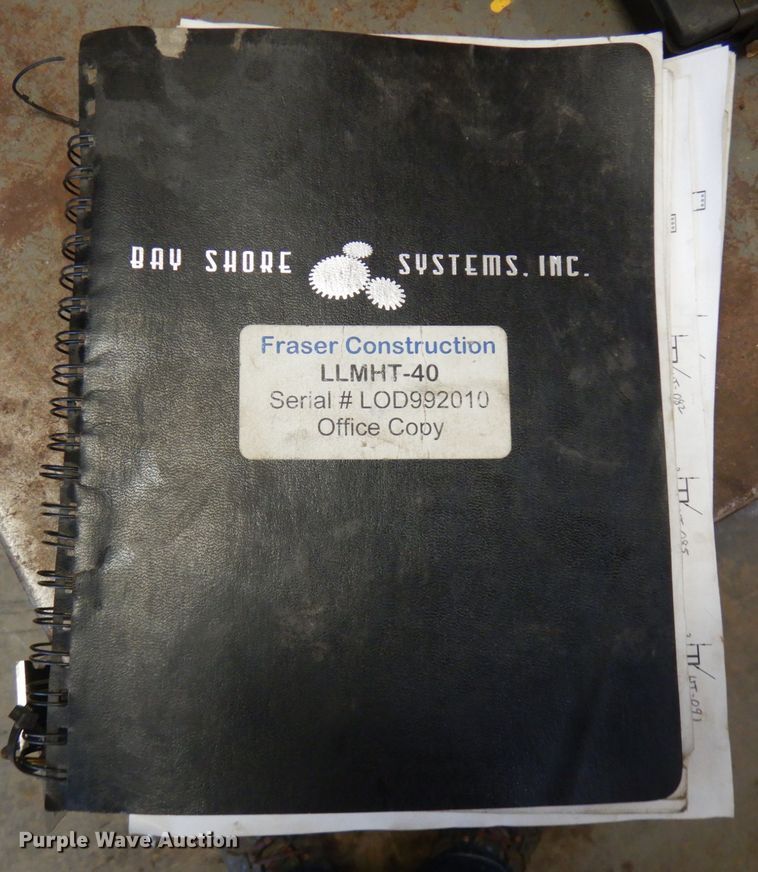 BAY SHORE SYSTEMS, INC.
Fraser Construction
LLMHT-40
Serial # LOD992010
Office Copy
Purple Wave Auction